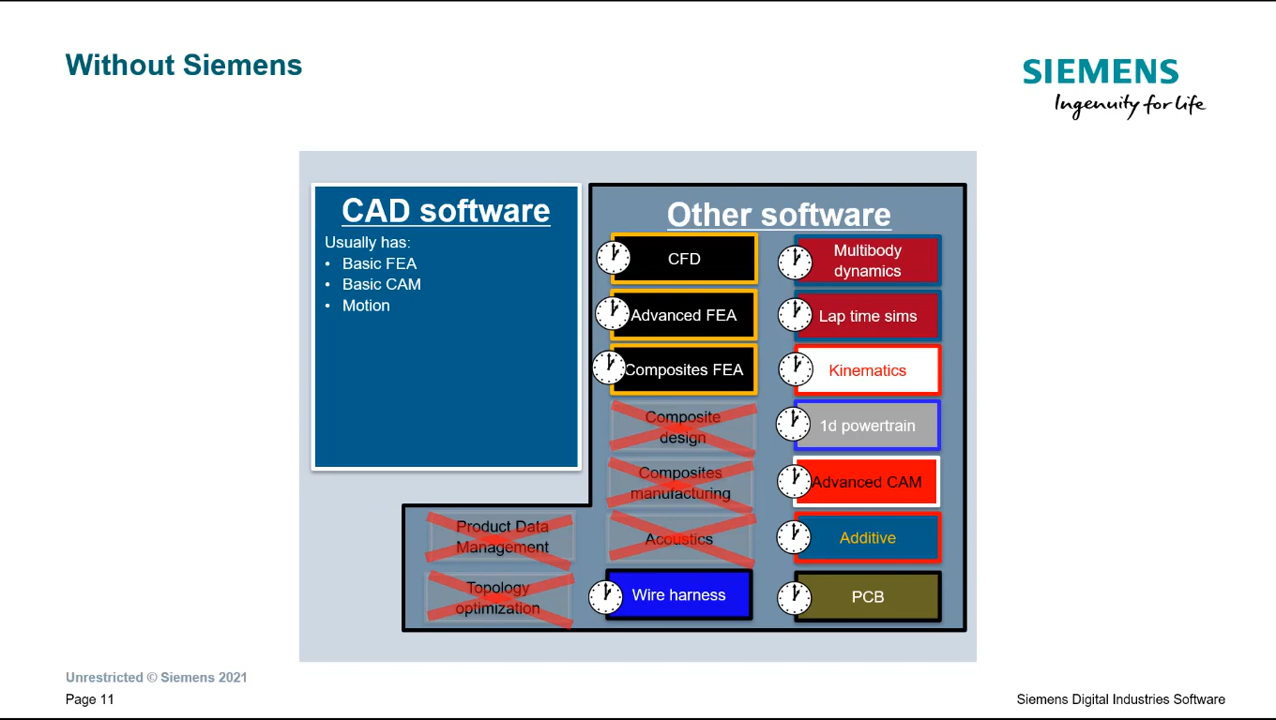 Without Siemens
SIEMENS
Ingenuity for life
CAD software
Usually has:
• Basic FEA
• Basic CAM
• Motion
Other software
CFD
Advanced FEA
Composites FEA
Composite
design
Composites
manufacturing
Acoustics
Wire harness
Multibody
dynamics
Lap time sims
Kinematics
1d powertrain
Advanced CAM
Additive
PCB
Product Data
Management
Topology
optimization
Unrestricted © Siemens 2021
Page 11
Siemens Digital Industries Software